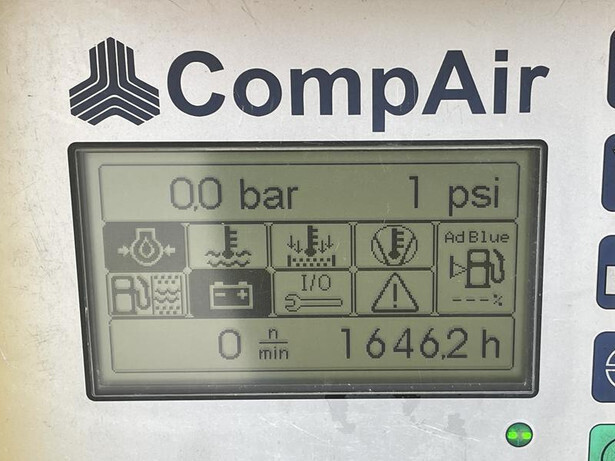 CompAir
0,0 bar 1 psi
AdBlue
I/O
---%
0 n/min 1646,2 h